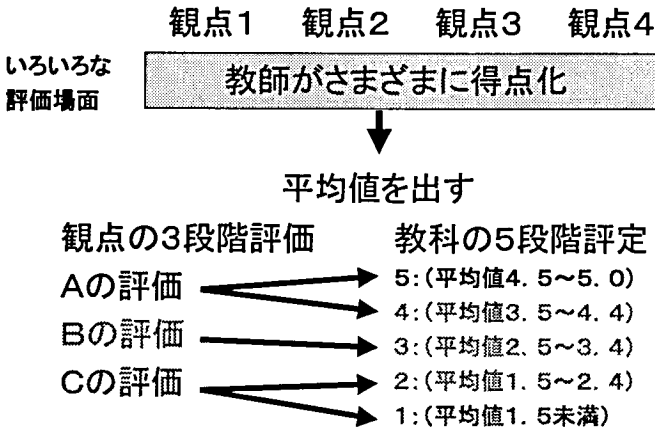 観点1 観点2 観点3 観点4
いろいろな
評価場面
教師がさまざまに得点化
平均値を出す
観点の3段階評価
教科の5段階評定
Aの評価
5:(平均値4.5~5.0)
4:(平均値3.5~4.4)
Bの評価
3:(平均値2.5~3.4)
Cの評価
2:(平均値1.5~2.4)
1:(平均値1.5未満)